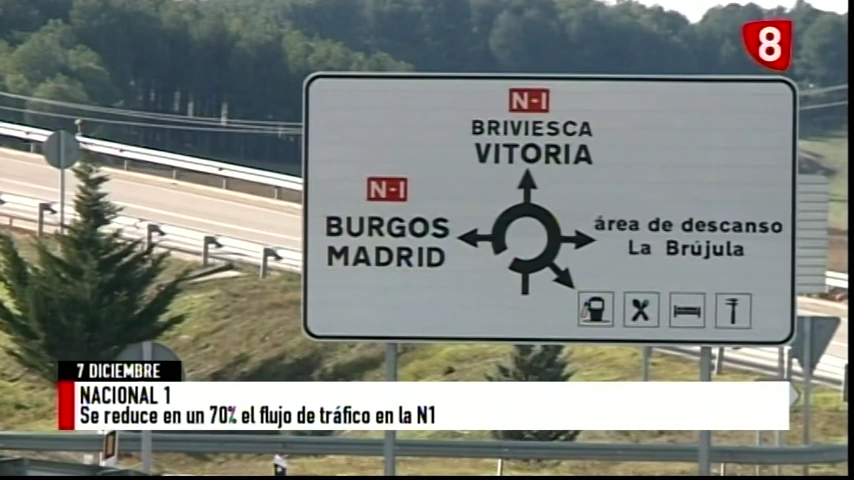 8
N-I
BRIVIESCA
VITORIA
N-I
BURGOS
MADRID
área de descanso
La Brújula
7 DICIEMBRE
NACIONAL 1
Se reduce en un 70% el flujo de tráfico en la N1